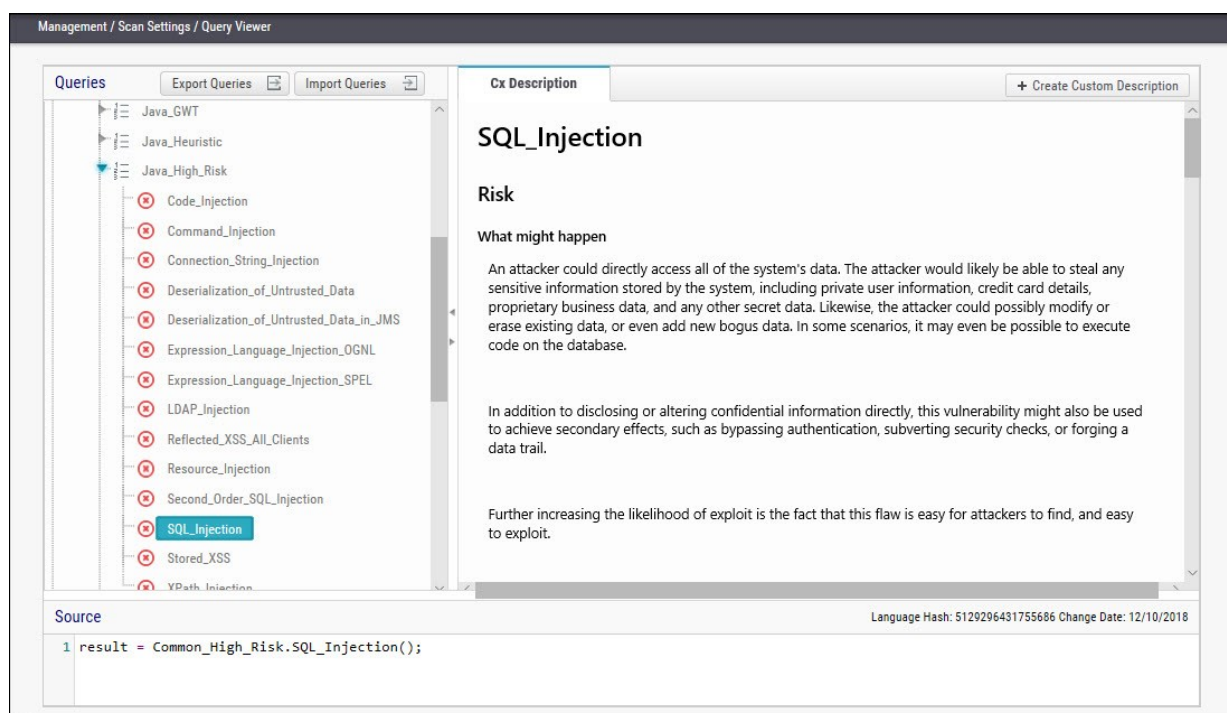 Management / Scan Settings / Query Viewer
Queries
Export Queries
Import Queries
Java_GWT
Java_Heuristic
Java_High_Risk
Code_Injection
Command_Injection
Connection_String_Injection
Deserialization_of_Untrusted_Data
Deserialization_of_Untrusted_Data_in_JMS
Expression_Language_Injection_OGNL
Expression_Language_Injection_SPEL
LDAP_Injection
Reflected_XSS_All_Clients
Resource_Injection
Second_Order_SQL_Injection
SQL_Injection
Stored_XSS
XPath_Injection
Cx Description
+ Create Custom Description
SQL_Injection
Risk
What might happen
An attacker could directly access all of the system's data. The attacker would likely be able to steal any
sensitive information stored by the system, including private user information, credit card details,
proprietary business data, and any other secret data. Likewise, the attacker could possibly modify or
erase existing data, or even add new bogus data. In some scenarios, it may even be possible to execute
code on the database.
In addition to disclosing or altering confidential information directly, this vulnerability might also be used
to achieve secondary effects, such as bypassing authentication, subverting security checks, or forging a
data trail.
Further increasing the likelihood of exploit is the fact that this flaw is easy for attackers to find, and easy
to exploit.
Source
Language Hash: 5129296431755686 Change Date: 12/10/2018
1 result = Common_High_Risk.SQL_Injection();